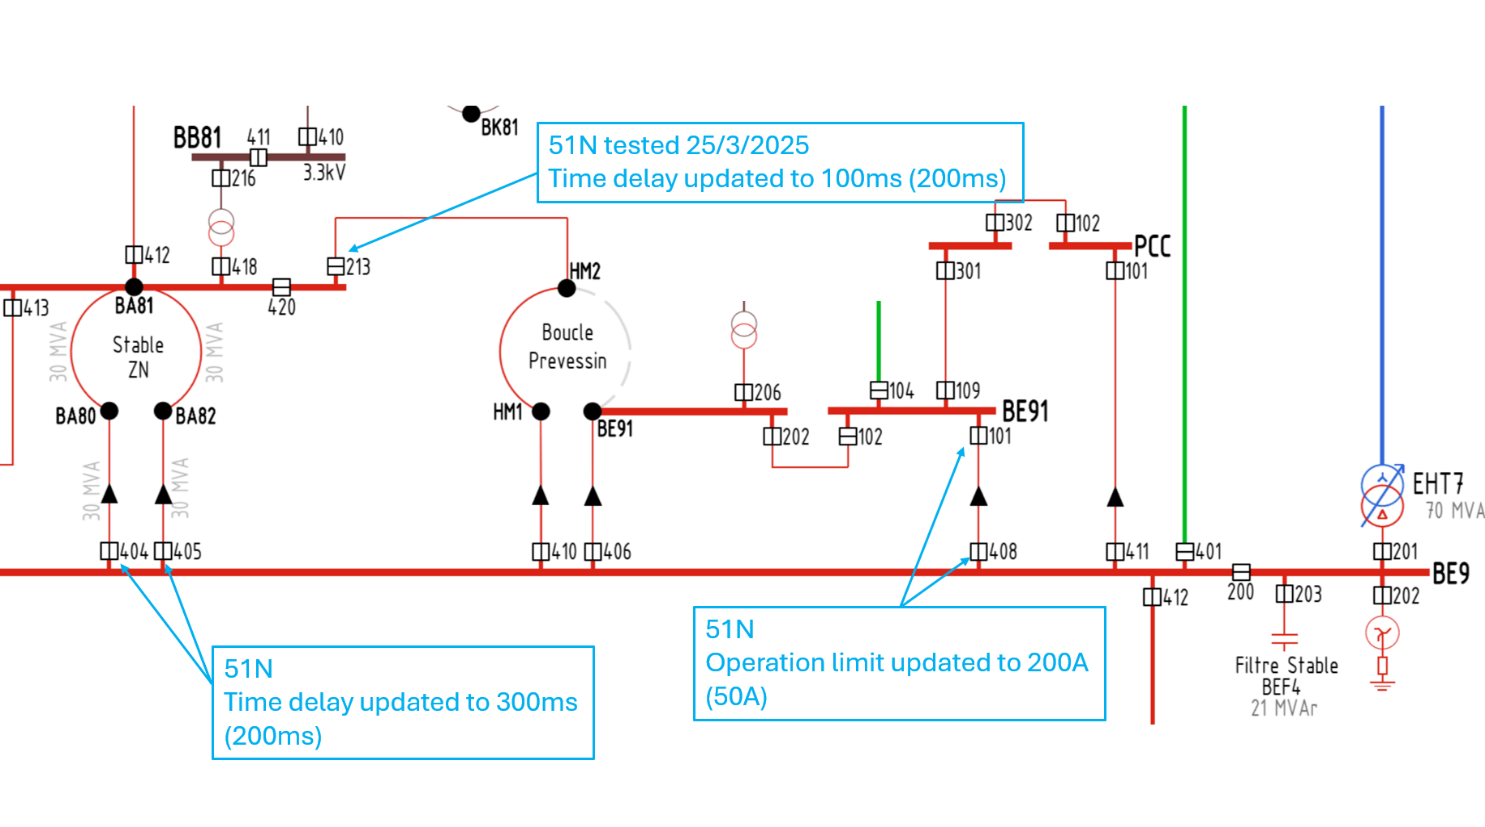 BK81
BB81
411
410
51N tested 25/3/2025
Time delay updated to 100ms (200ms)
216
3.3kV
302
102
412
418
213
PCC
301
101
HM2
413
BA81
420
30 MVA
Stable
ZN
30 MVA
Boucle
Prevessin
206
104
109
BA80
BA82
HM1
BE91
BE91
202
102
101
30 MVA
30 MVA
EHT7
70 MVA
404
405
410
406
408
411
401
201
BE9
412
200
203
202
51N
Operation limit updated to 200A
(50A)
Filtre Stable
BEF4
21 MVAr
51N
Time delay updated to 300ms
(200ms)